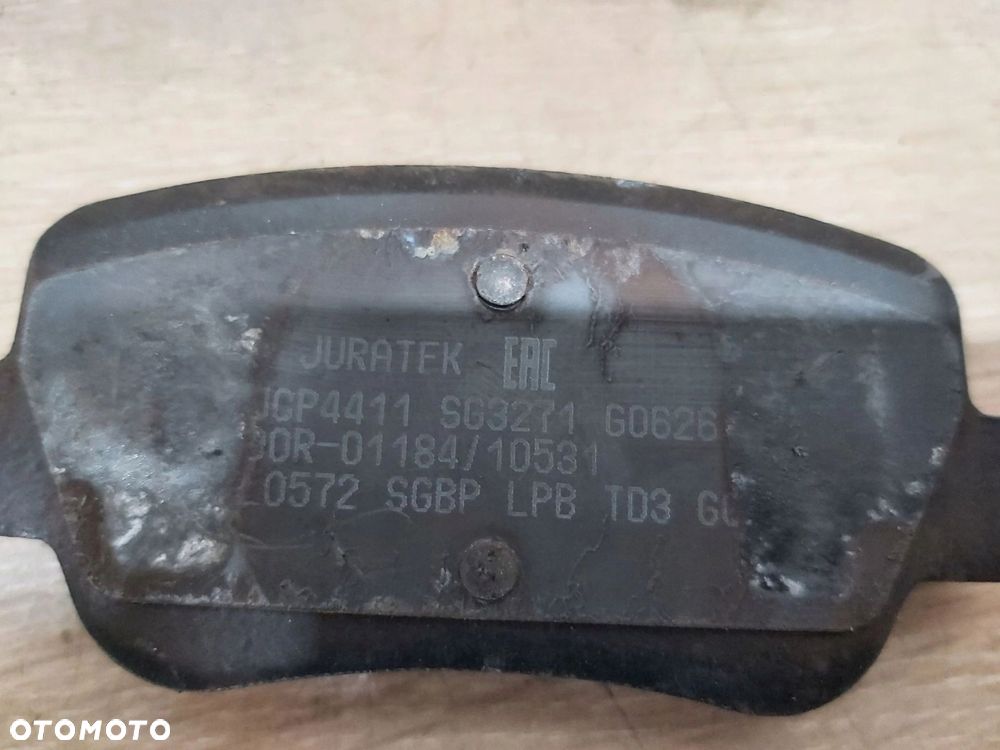 JURATEK EAC
JCP4411 SG3271 G0626
90R-01184/10531
L0572 SGBP LPB TD3
OTOMOTO